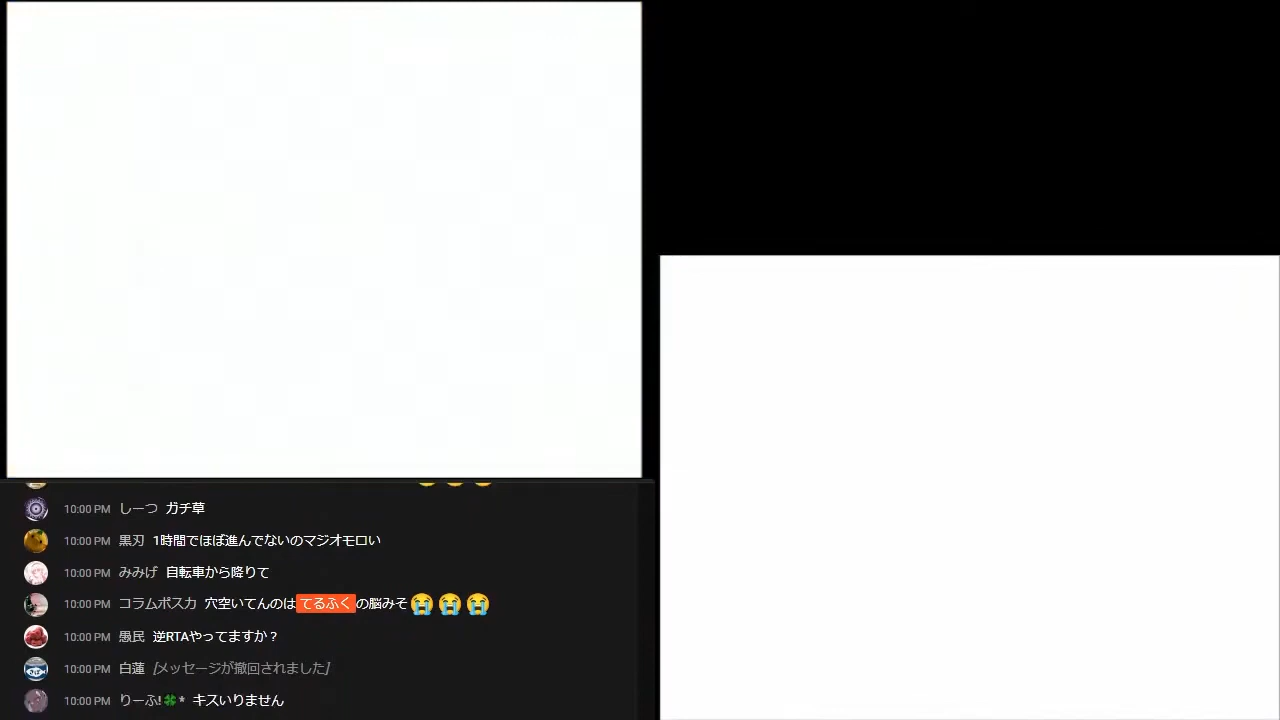 10:00 PM しーつ ガチ草
10:00 PM 黒刃 1時間でほぼ進んでないのマジオモロい
10:00 PM みみげ 自転車から降りて
10:00 PM コラムポスカ 穴空いてんのはてるふくの脳みそ😭😭😭
10:00 PM 愚民 逆RTAやってますか？
10:00 PM 白蓮 [メッセージが撤回されました]
10:00 PM りーふ!🍀* キスいりません